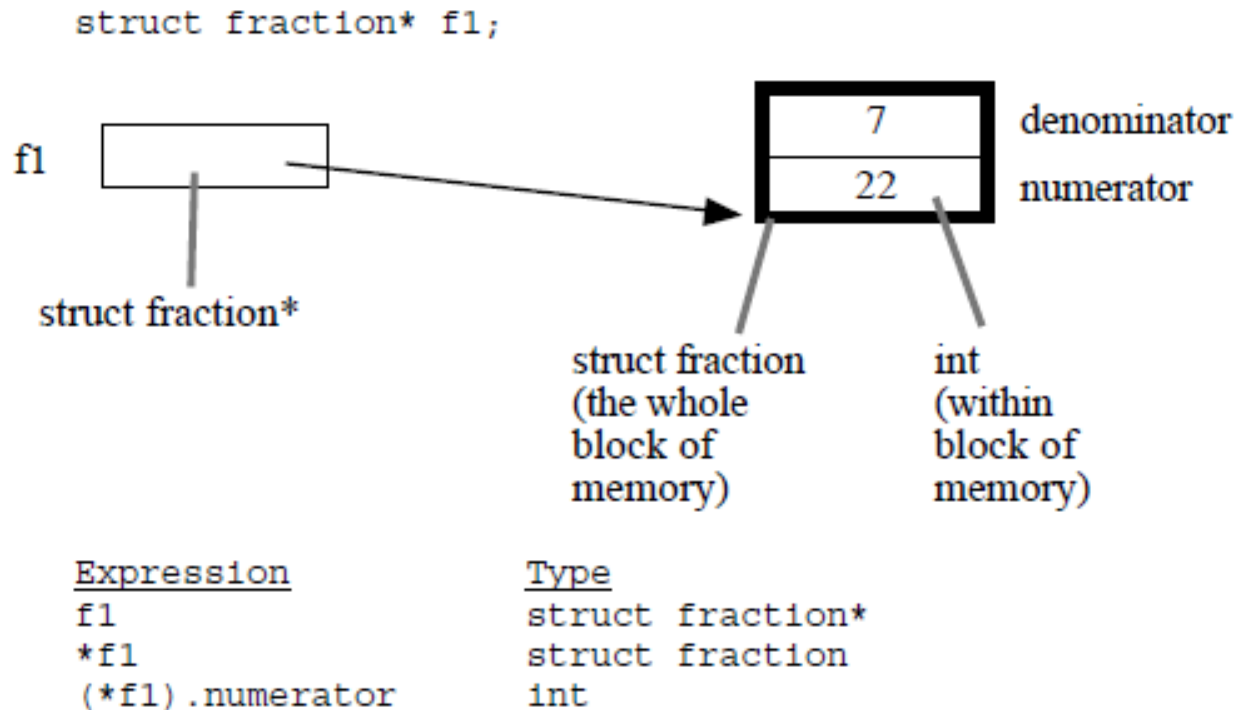 struct fraction* f1;
7 denominator
f1
22 numerator
struct fraction*
struct fraction
(the whole
block of
memory)
int
(within
block of
memory)
Expression Type
f1 struct fraction*
*f1 struct fraction
(*f1).numerator int